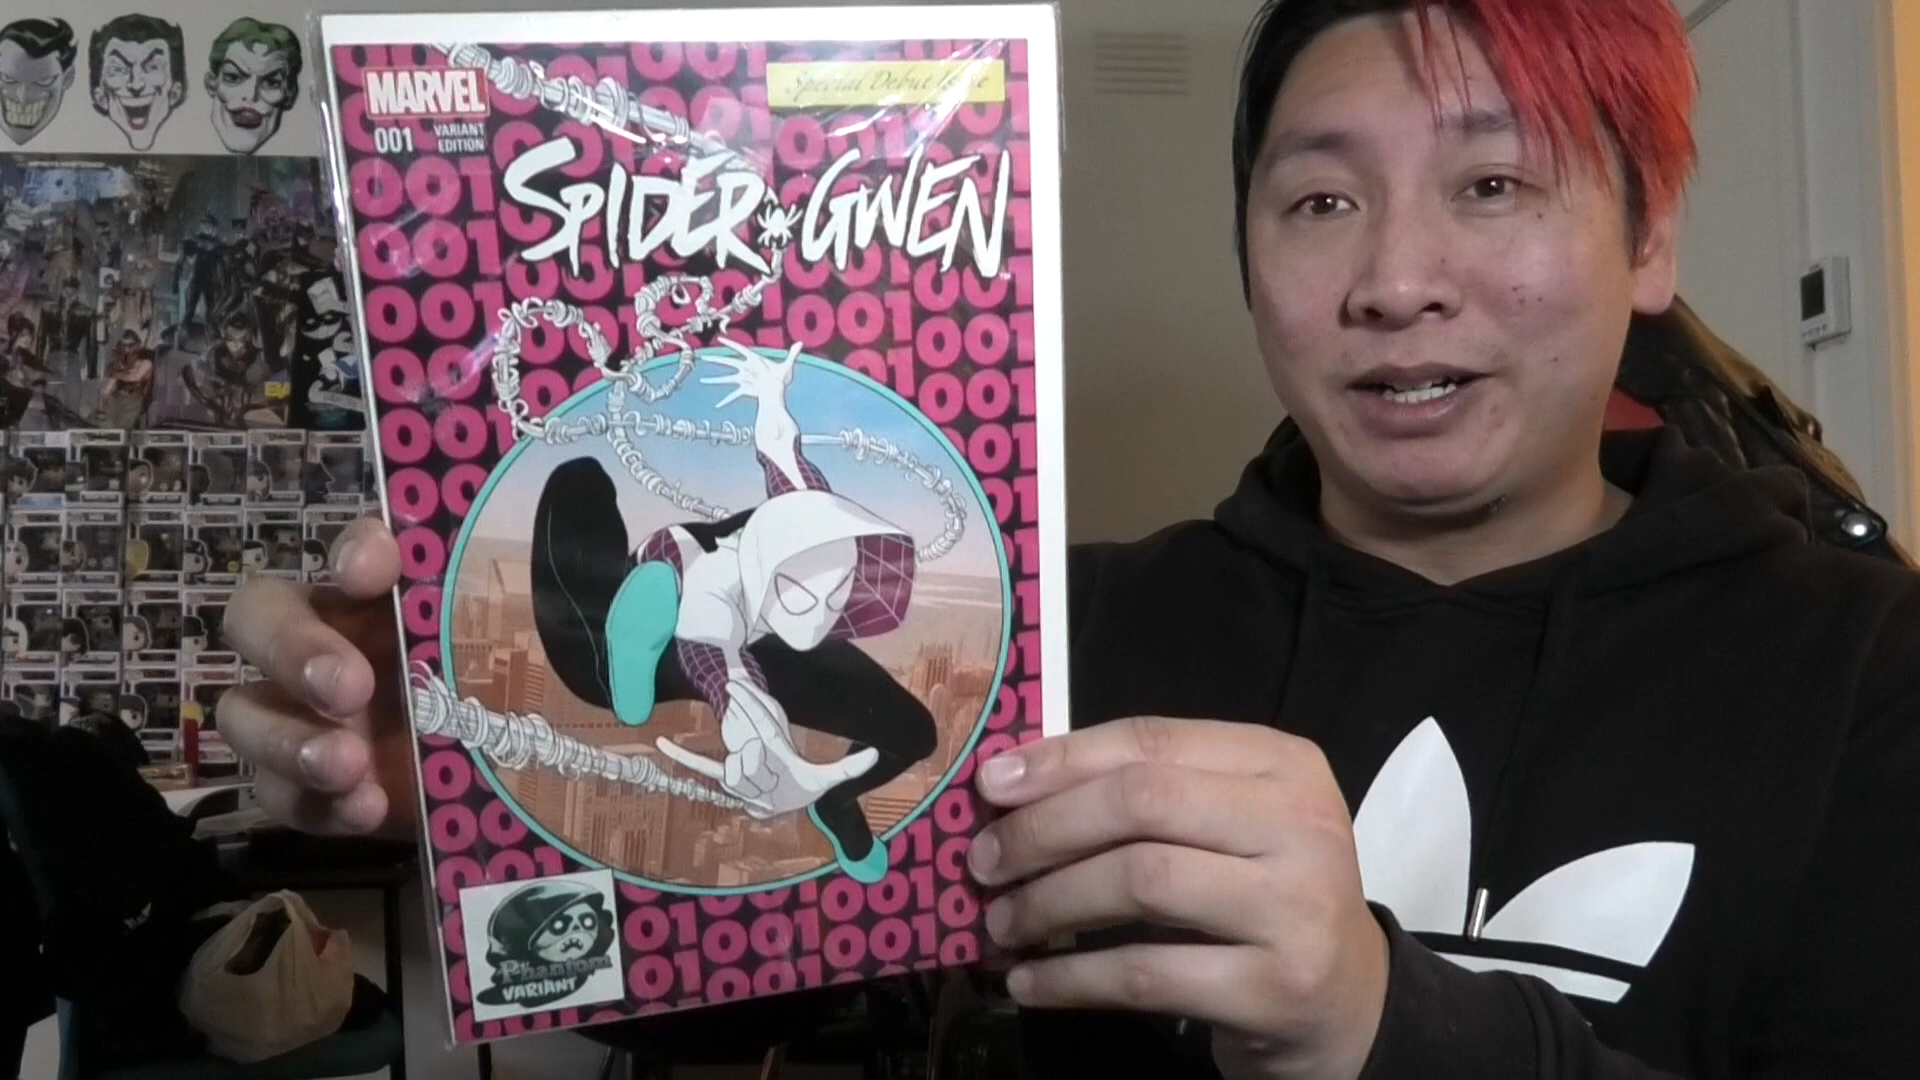 MARVEL
001
VARIANT
EDITION
Special Debut Issue
SPIDER-GWEN
Phantom
VARIANT